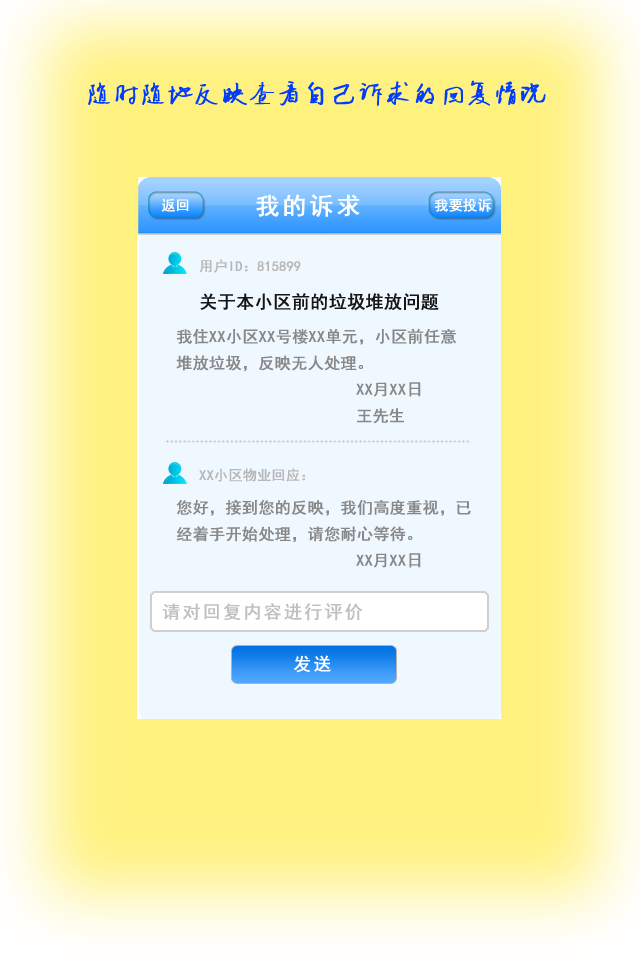 随时随地反映查看自己诉求的回复情况
返回
我的诉求
我要投诉
用户ID：815899
关于本小区前的垃圾堆放问题
我住XX小区XX号楼XX单元，小区前任意
堆放垃圾，反映无人处理。
XX月XX日
王先生
XX小区物业回应：
您好，接到您的反映，我们高度重视，已
经着手开始处理，请您耐心等待。
XX月XX日
请对回复内容进行评价
发送